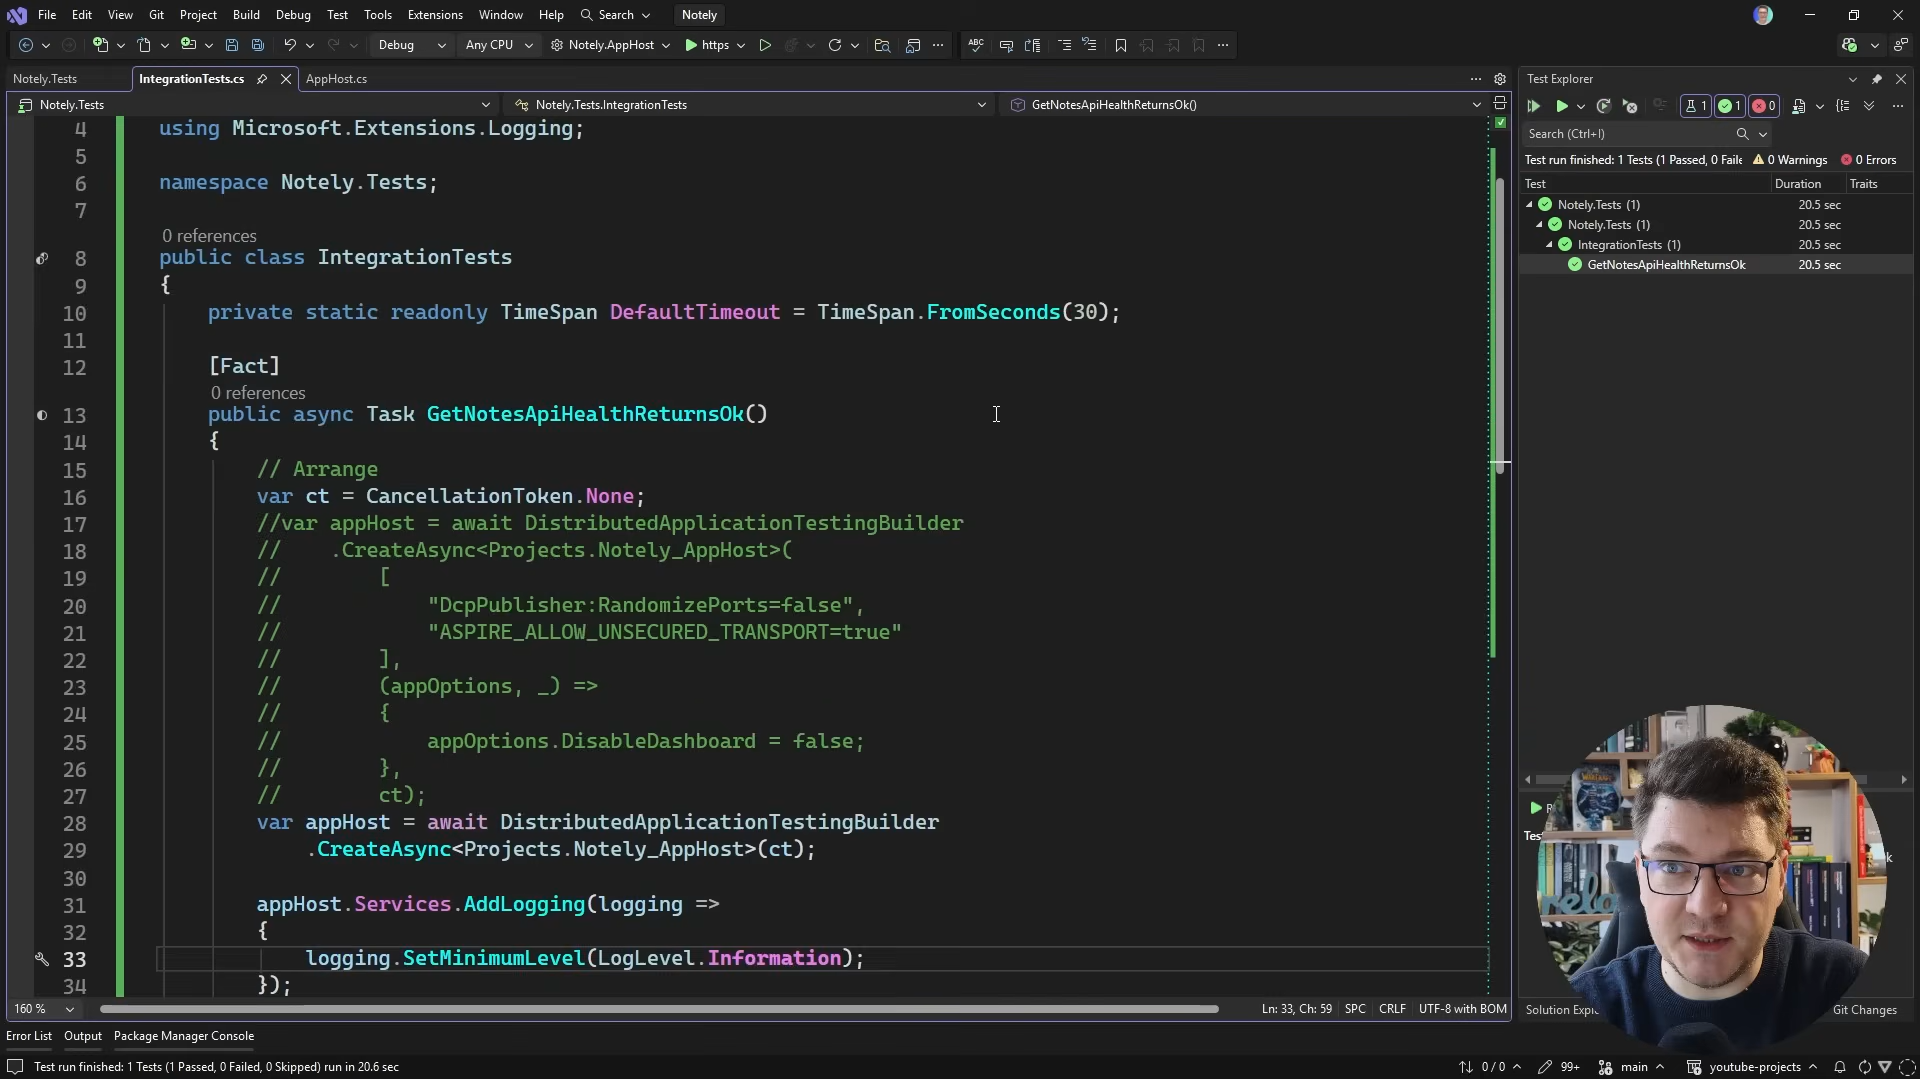 File Edit View Git Project Build Debug Test Tools Extensions Window Help Search Notely
Debug Any CPU Notely.AppHost https
Notely.Tests IntegrationTests.cs AppHost.cs
Notely.Tests Notely.Tests.IntegrationTests GetNotesApiHealthReturnsOk()
4 using Microsoft.Extensions.Logging;
5
6 namespace Notely.Tests;
7
0 references
8 public class IntegrationTests
9 {
10 private static readonly TimeSpan DefaultTimeout = TimeSpan.FromSeconds(30);
11
12 [Fact]
0 references
13 public async Task GetNotesApiHealthReturnsOk()
14 {
15 // Arrange
16 var ct = CancellationToken.None;
17 //var appHost = await DistributedApplicationTestingBuilder
18 // .CreateAsync<Projects.Notely_AppHost>(
19 // [
20 // "DcpPublisher:RandomizePorts=false",
21 // "ASPIRE_ALLOW_UNSECURED_TRANSPORT=true"
22 // ],
23 // (appOptions, _) =>
24 // {
25 // appOptions.DisableDashboard = false;
26 // },
27 // ct);
28 var appHost = await DistributedApplicationTestingBuilder
29 .CreateAsync<Projects.Notely_AppHost>(ct);
30
31 appHost.Services.AddLogging(logging =>
32 {
33 logging.SetMinimumLevel(LogLevel.Information);
34 });
160 % Ln: 33, Ch: 59 SPC CRLF UTF-8 with BOM
Test Explorer
1 1 0
Search (Ctrl+I)
Test run finished: 1 Tests (1 Passed, 0 Faile 0 Warnings 0 Errors
Test Duration Traits
Notely.Tests (1) 20.5 sec
Notely.Tests (1) 20.5 sec
IntegrationTests (1) 20.5 sec
GetNotesApiHealthReturnsOk 20.5 sec
Solution Expl Git Changes
Error List Output Package Manager Console
Test run finished: 1 Tests (1 Passed, 0 Failed, 0 Skipped) run in 20.6 sec 0 / 0 99+ main youtube-projects